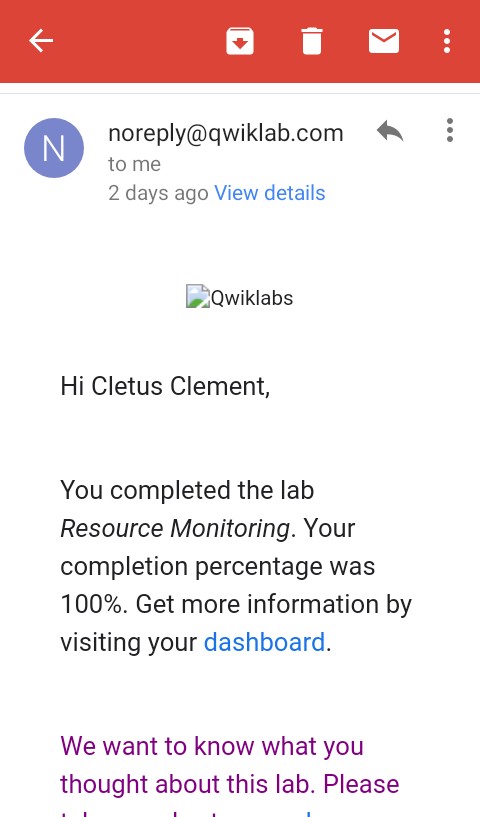 N
noreply@qwiklab.com
to me
2 days ago View details
Qwiklabs
Hi Cletus Clement,
You completed the lab
Resource Monitoring. Your
completion percentage was
100%. Get more information by
visiting your dashboard.
We want to know what you
thought about this lab. Please